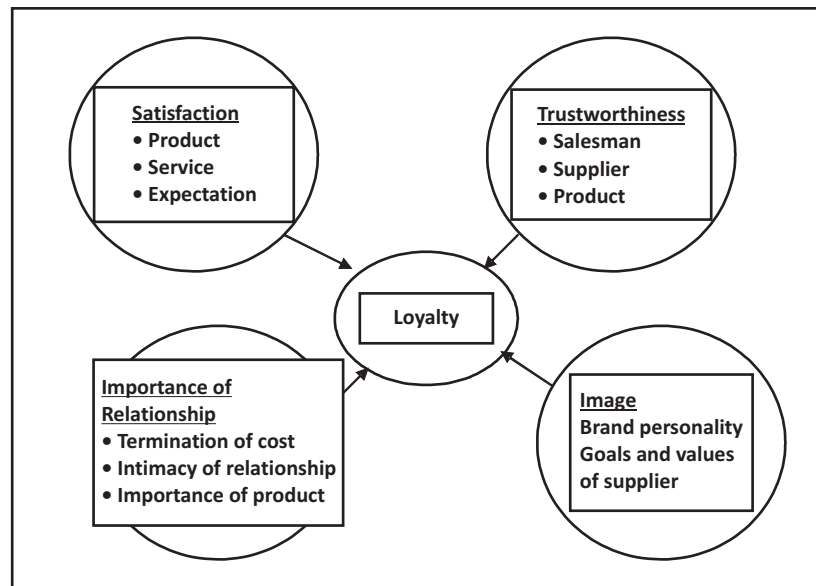 Satisfaction
• Product
• Service
• Expectation
Trustworthiness
• Salesman
• Supplier
• Product
Loyalty
Importance of
Relationship
• Termination of cost
• Intimacy of relationship
• Importance of product
Image
Brand personality
Goals and values
of supplier